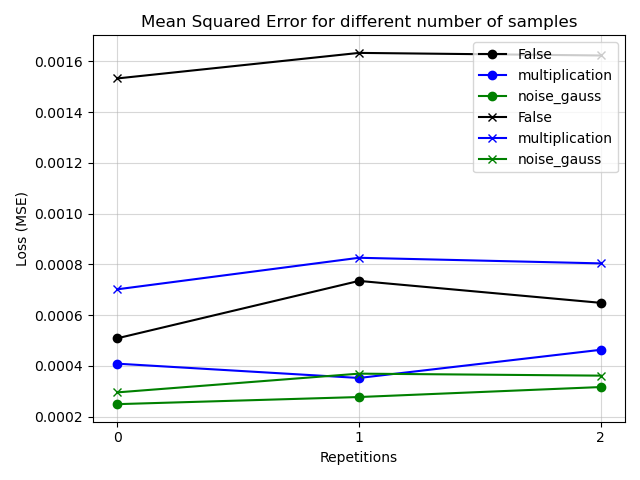 Mean Squared Error for different number of samples
False
multiplication
noise_gauss
False
multiplication
noise_gauss
Loss (MSE)
0.0016
0.0014
0.0012
0.0010
0.0008
0.0006
0.0004
0.0002
0 1 2
Repetitions